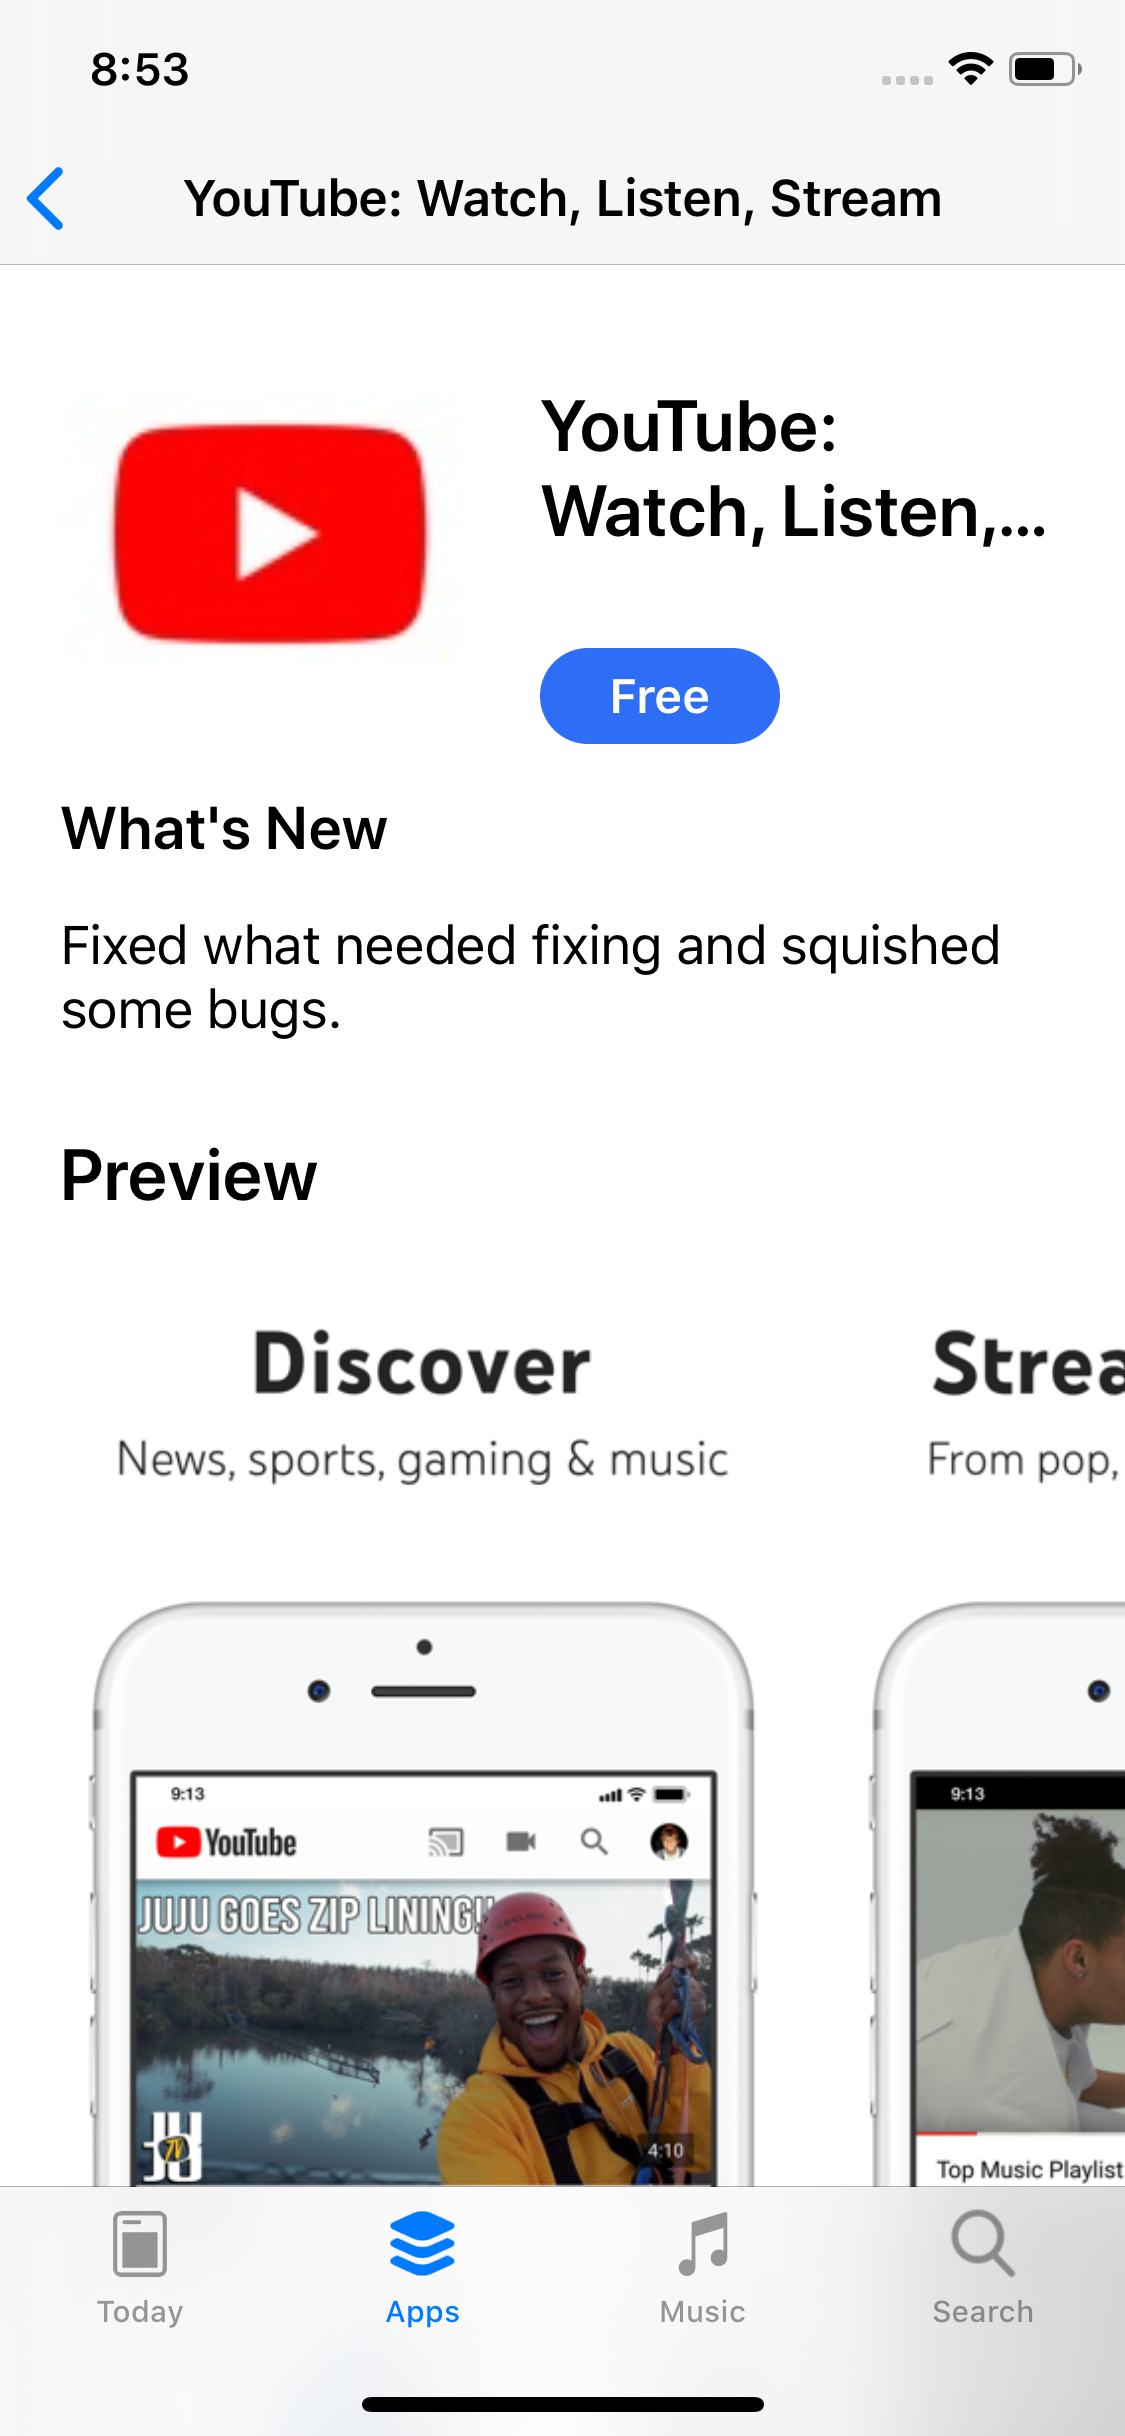 8:53
YouTube: Watch, Listen, Stream
YouTube:
Watch, Listen,...
Free
What's New
Fixed what needed fixing and squished
some bugs.
Preview
Discover
News, sports, gaming & music
Strea
From pop,
9:13
YouTube
JUJU GOES ZIP LINING!!
JU
TV
4:10
9:13
Top Music Playlist
Today
Apps
Music
Search